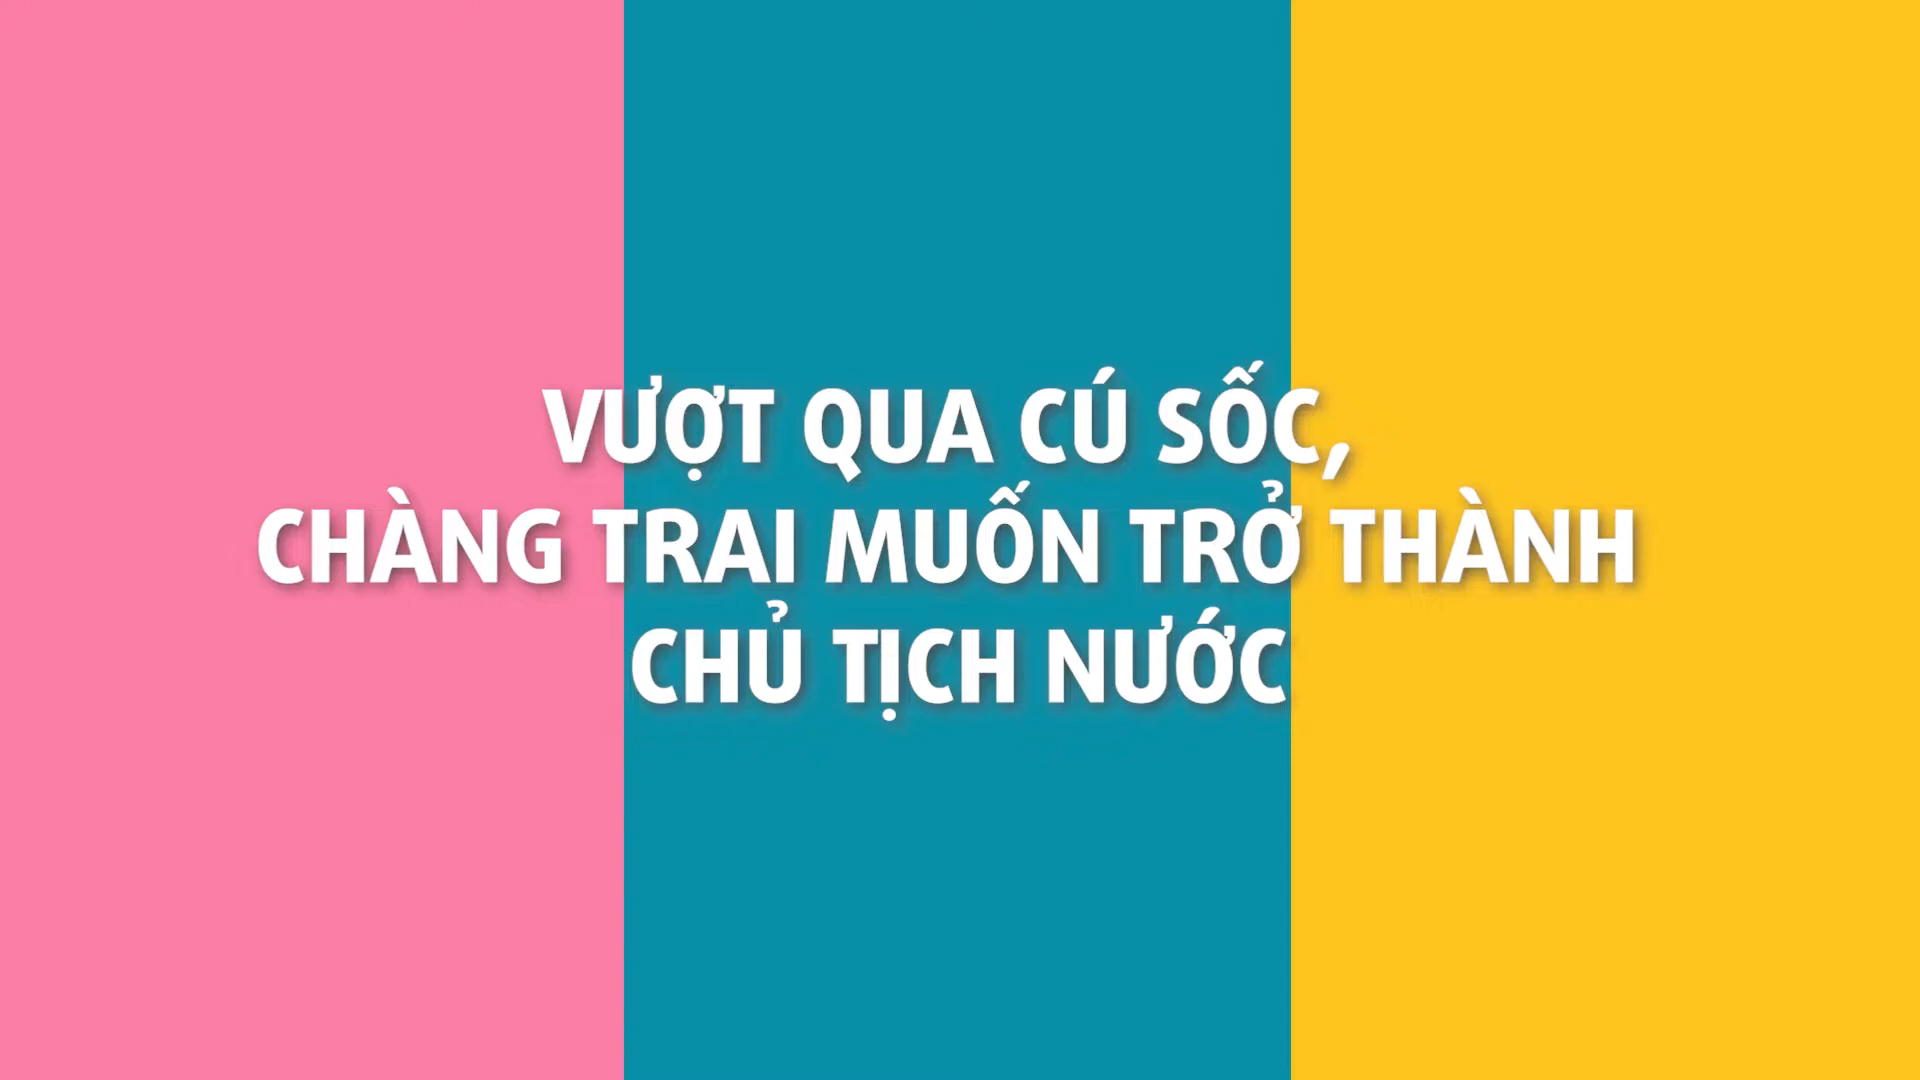 VƯỢT QUA CÚ SỐC,
CHÀNG TRAI MUỐN TRỞ THÀNH
CHỦ TỊCH NƯỚC